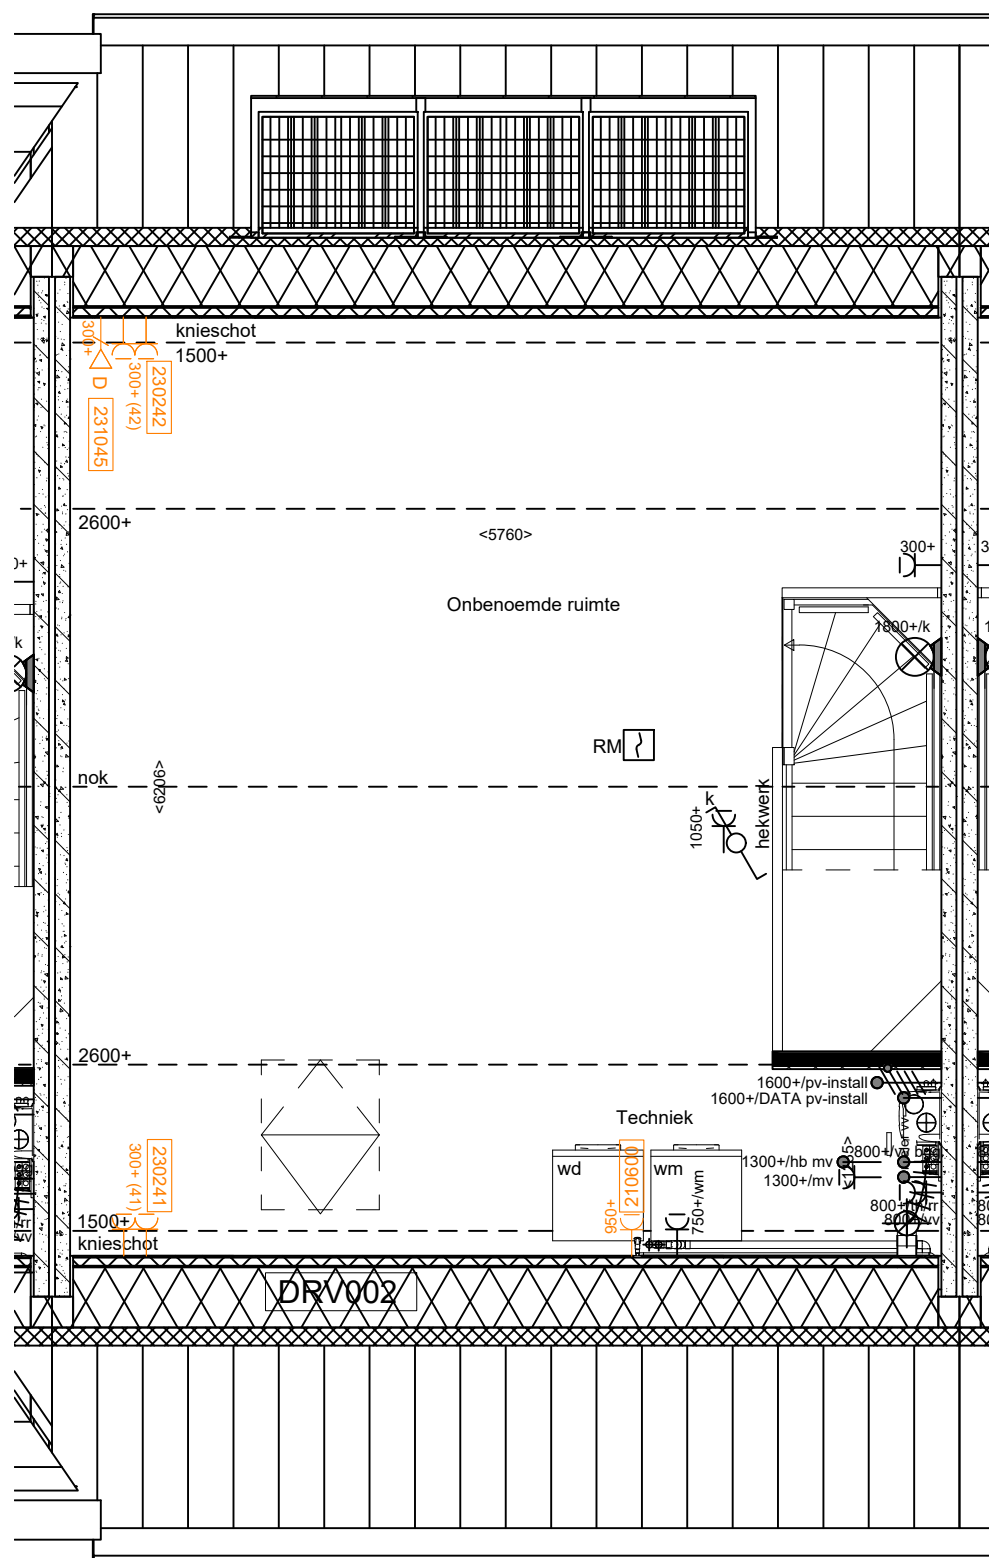 knieschot
1500+
300+
D
231045
300+ (42)
230242
2600+
<5760>
300+
Onbenoemde ruimte
1800+/k
RM
nok
<6206>
k
1050+
hekwerk
2600+
1600+/pv-install
1600+/DATA pv-install
Techniek
300+ (41)
230241
wd
950+
210600
wm
750+/wm
1300+/hb mv
1300+/mv
1500+
knieschot
DRV002